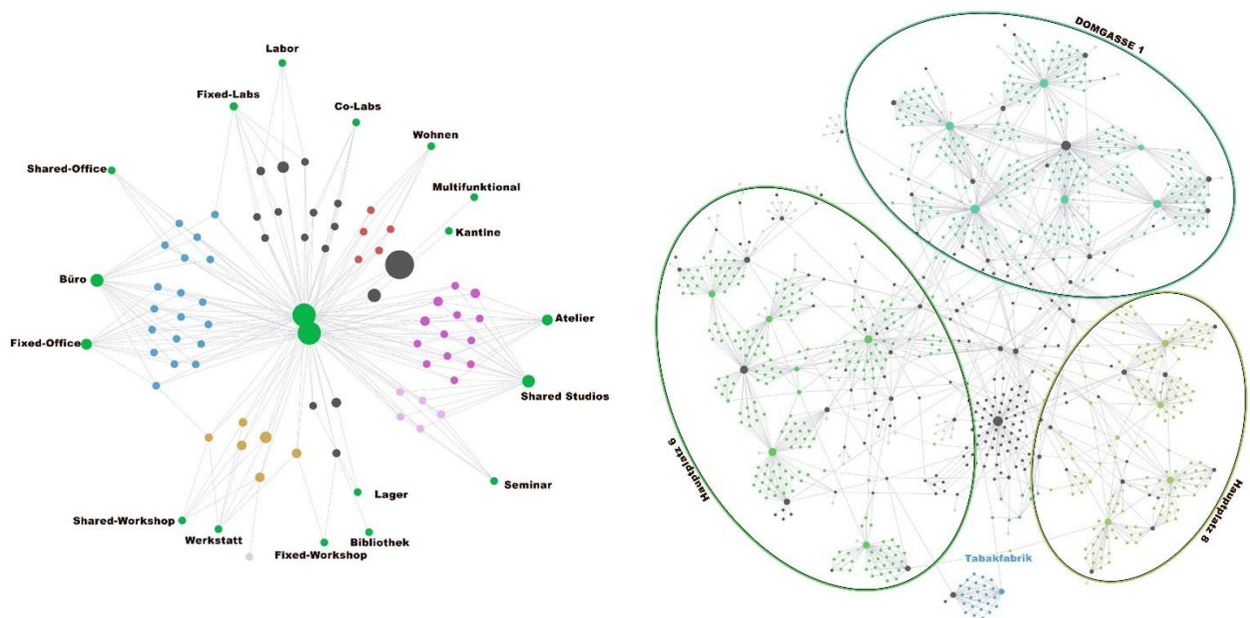 Labor
Fixed-Labs
Co-Labs
Wohnen
Shared-Office
Multifunktional
Kantine
Büro
Fixed-Office
Atelier
Shared Studios
Seminar
Lager
Shared-Workshop
Werkstatt
Bibliothek
Fixed-Workshop
DOMGASSE 1
Hauptplatz 6
Hauptplatz 8
Tabakfabrik